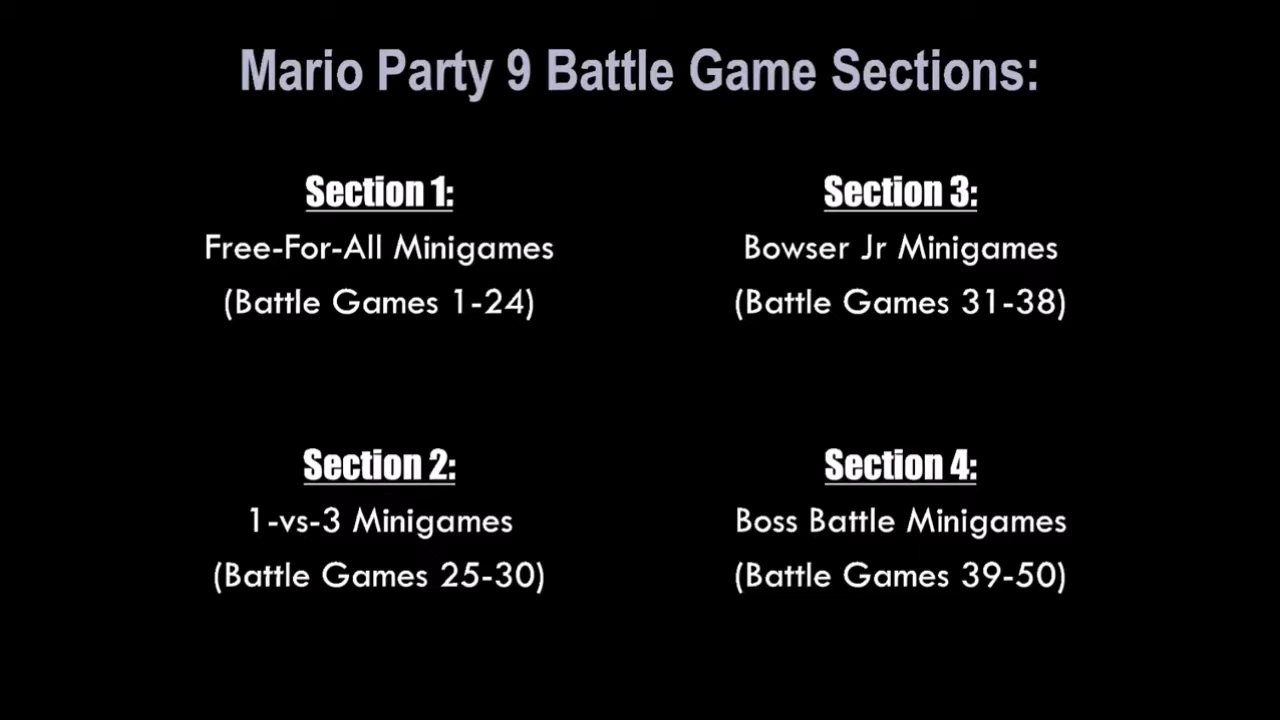 Mario Party 9 Battle Game Sections:
Section 1:
Free-For-All Minigames
(Battle Games 1-24)
Section 2:
1-vs-3 Minigames
(Battle Games 25-30)
Section 3:
Bowser Jr Minigames
(Battle Games 31-38)
Section 4:
Boss Battle Minigames
(Battle Games 39-50)